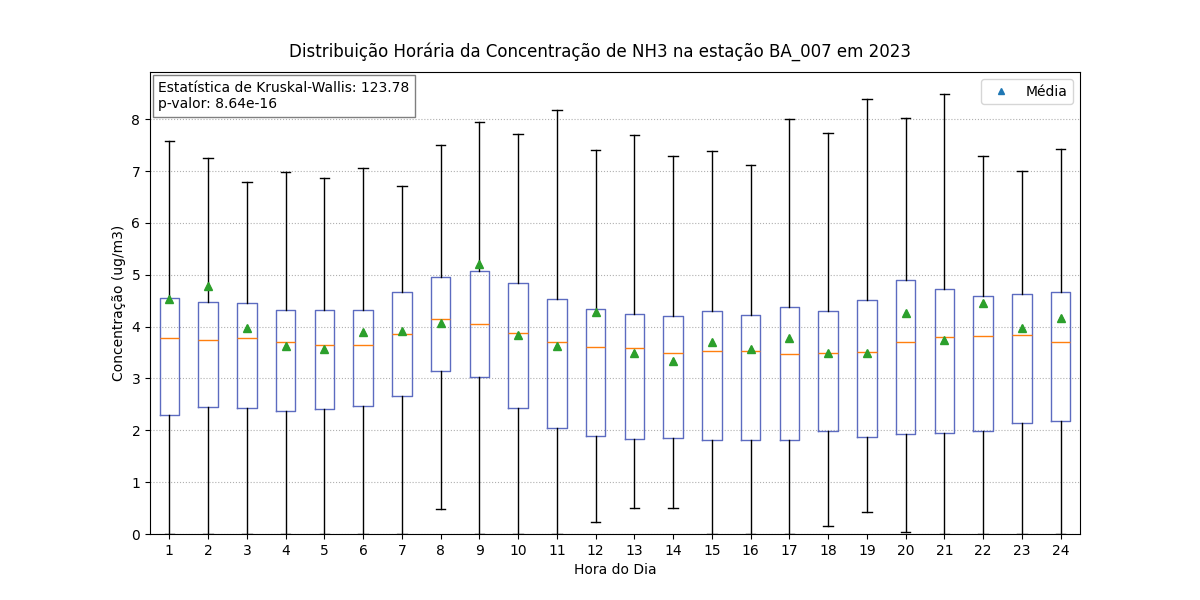 Distribuição Horária da Concentração de NH3 na estação BA_007 em 2023
Estatística de Kruskal-Wallis: 123.78
p-valor: 8.64e-16
Média
Concentração (ug/m3)
8
7
6
5
4
3
2
1
0
1 2 3 4 5 6 7 8 9 10 11 12 13 14 15 16 17 18 19 20 21 22 23 24
Hora do Dia